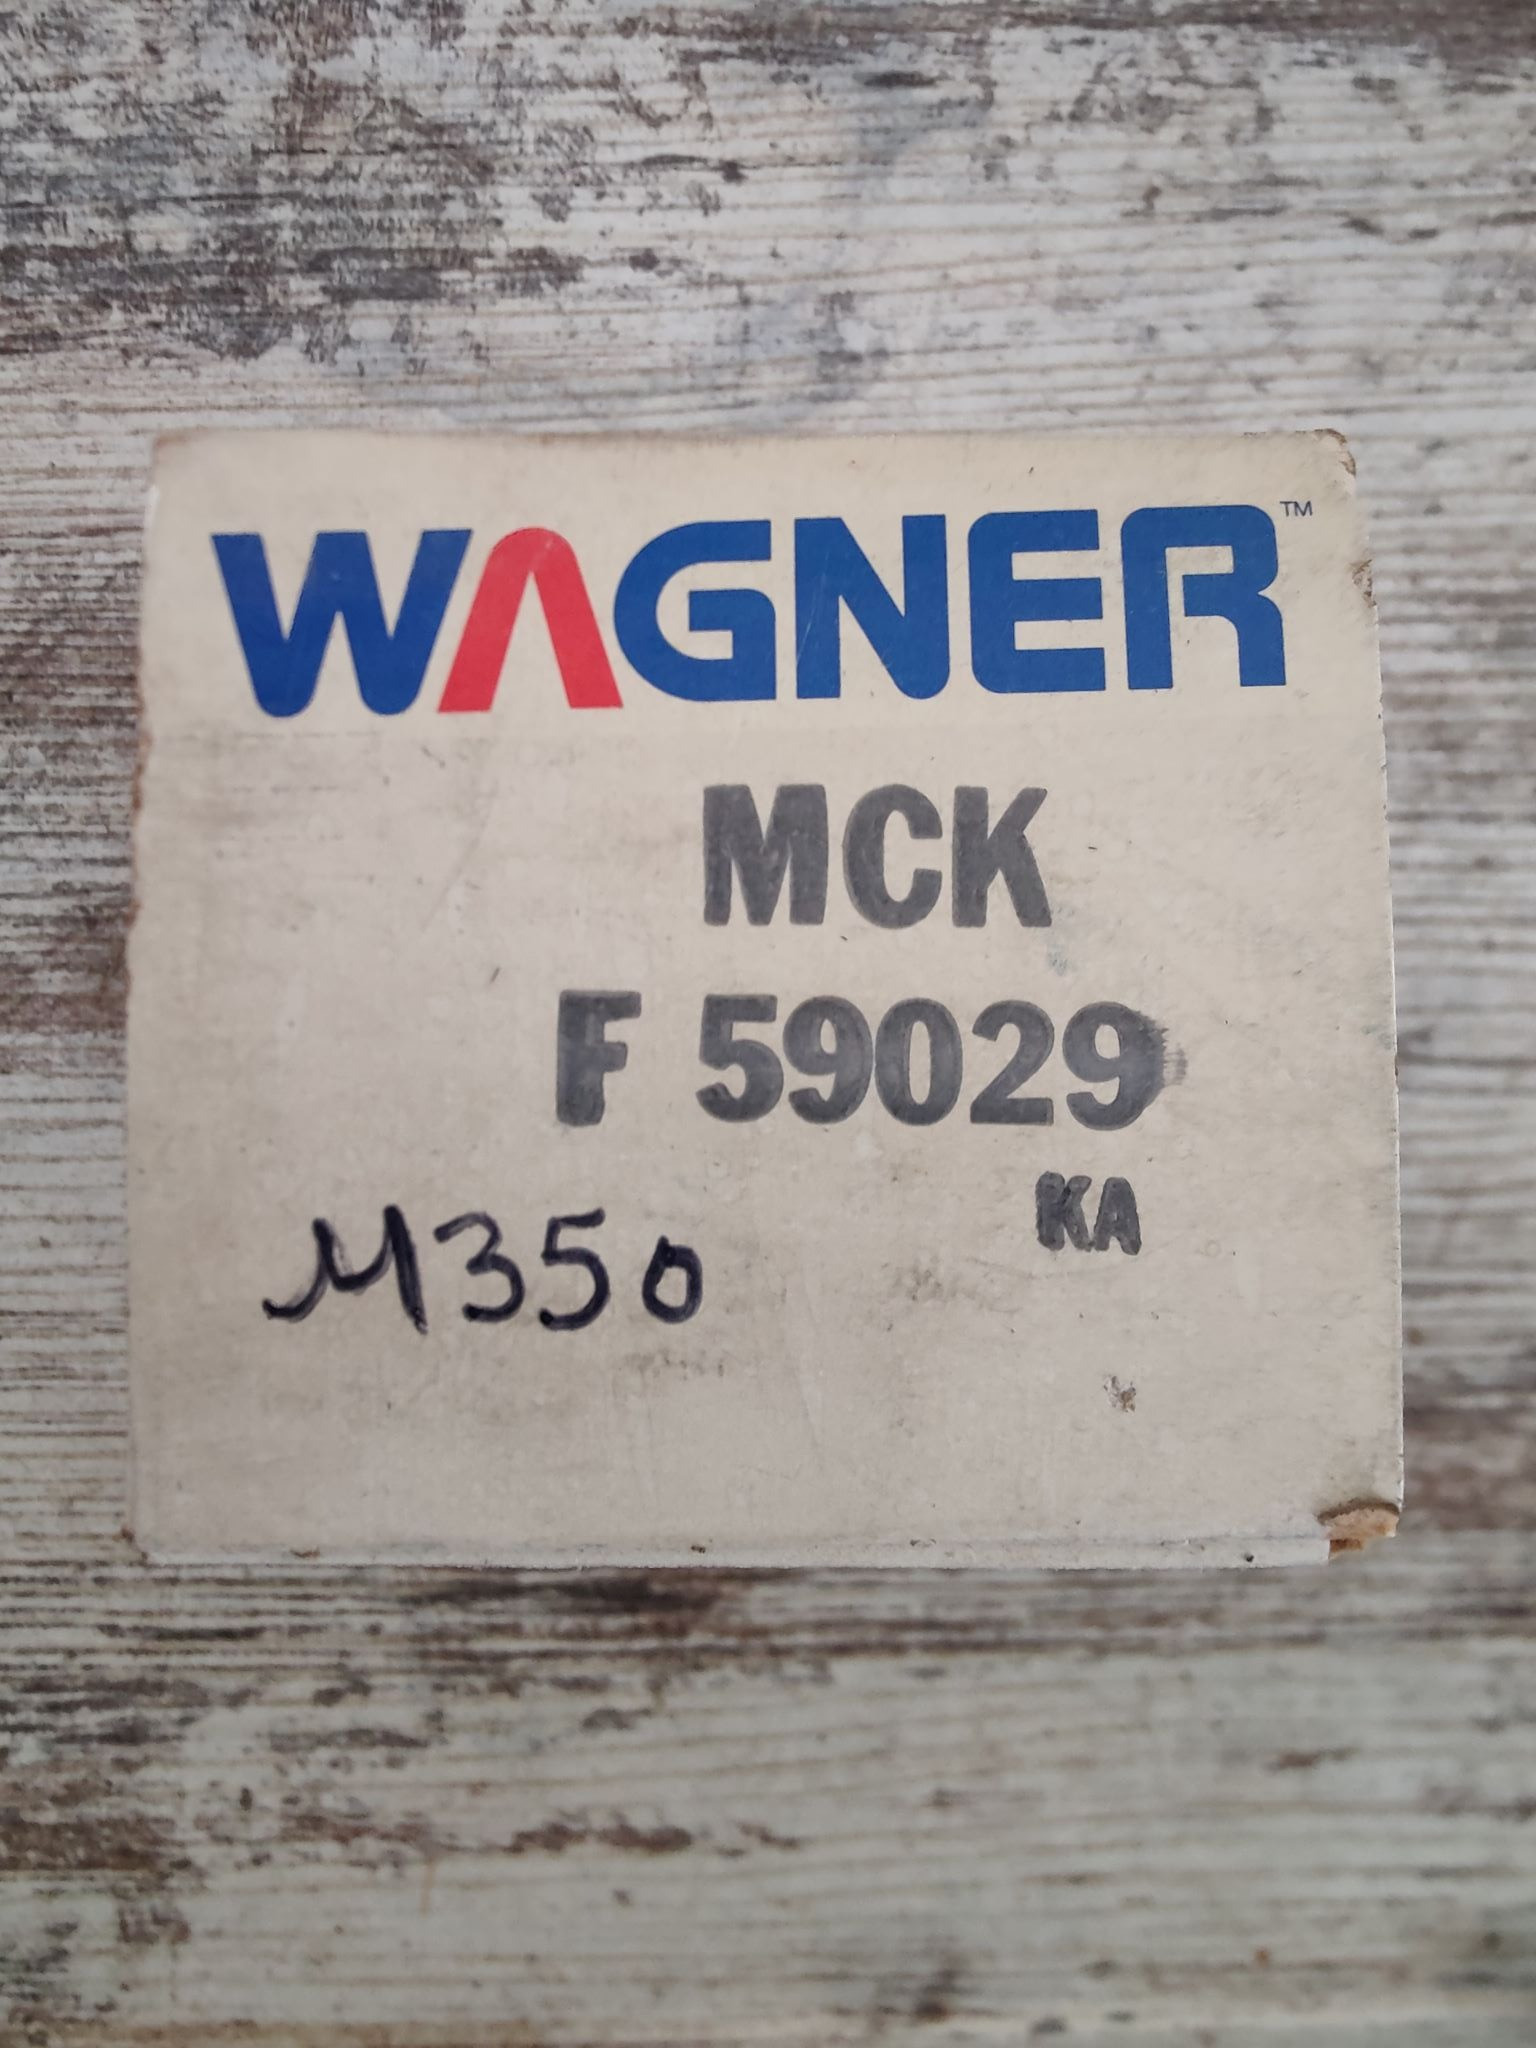 WAGNER™
MCK
F 59029
KA
M350